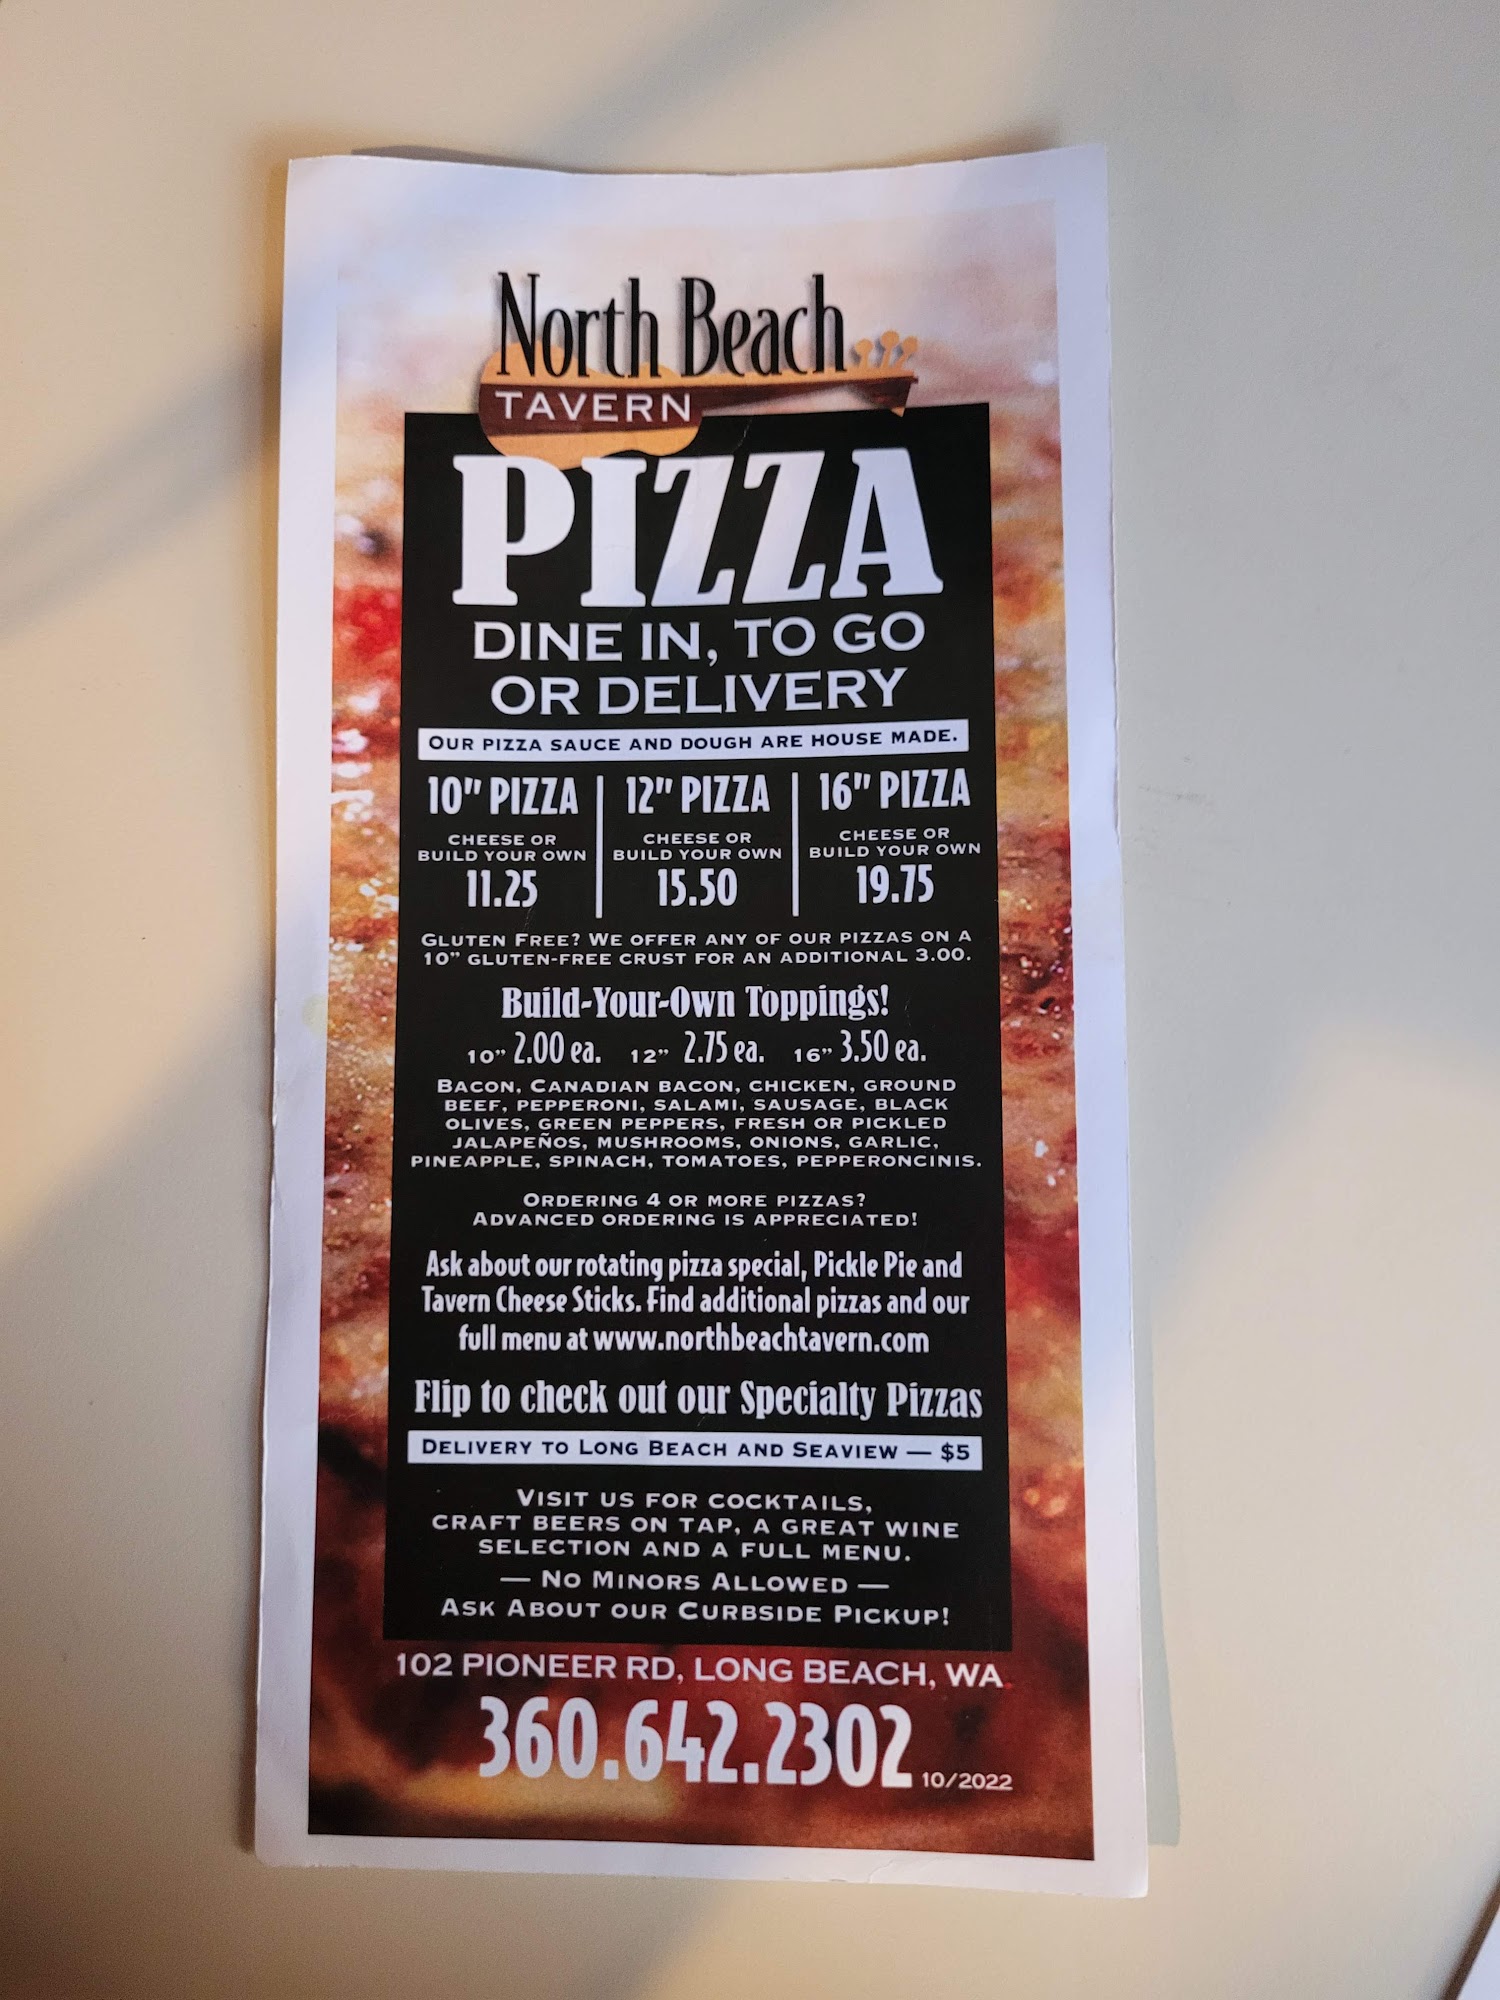 North Beach
TAVERN
PIZZA
DINE IN, TO GO
OR DELIVERY
OUR PIZZA SAUCE AND DOUGH ARE HOUSE MADE.
10" PIZZA
CHEESE OR
BUILD YOUR OWN
11.25
12" PIZZA
CHEESE OR
BUILD YOUR OWN
15.50
16" PIZZA
CHEESE OR
BUILD YOUR OWN
19.75
GLUTEN FREE? WE OFFER ANY OF OUR PIZZAS ON A
10" GLUTEN-FREE CRUST FOR AN ADDITIONAL 3.00.
Build-Your-Own Toppings!
10" 2.00 ea. 12" 2.75 ea. 16" 3.50 ea.
BACON, CANADIAN BACON, CHICKEN, GROUND
BEEF, PEPPERONI, SALAMI, SAUSAGE, BLACK
OLIVES, GREEN PEPPERS, FRESH OR PICKLED
JALAPEÑOS, MUSHROOMS, ONIONS, GARLIC,
PINEAPPLE, SPINACH, TOMATOES, PEPPERONCINIS.
ORDERING 4 OR MORE PIZZAS?
ADVANCED ORDERING IS APPRECIATED!
Ask about our rotating pizza special, Pickle Pie and
Tavern Cheese Sticks. Find additional pizzas and our
full menu at www.northbeachtavern.com
Flip to check out our Specialty Pizzas
DELIVERY TO LONG BEACH AND SEAVIEW — $5
VISIT US FOR COCKTAILS,
CRAFT BEERS ON TAP, A GREAT WINE
SELECTION AND A FULL MENU.
— NO MINORS ALLOWED —
ASK ABOUT OUR CURBSIDE PICKUP!
102 PIONEER RD, LONG BEACH, WA.
360.642.2302
10/2022